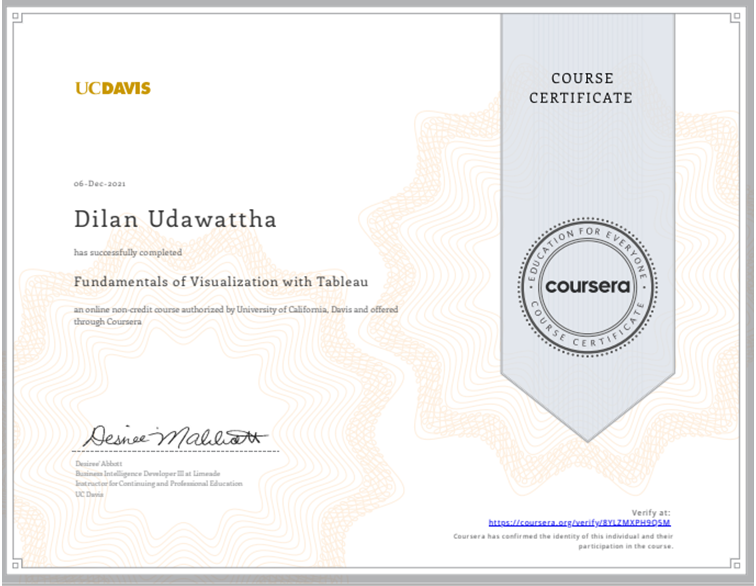 UCDAVIS
COURSE
CERTIFICATE
06-Dec-2021
Dilan Udawattha
has successfully completed
Fundamentals of Visualization with Tableau
an online non-credit course authorized by University of California, Davis and offered
through Coursera
EDUCATION FOR EVERYONE
coursera
COURSE CERTIFICATE
Desiree' Abbott
Business Intelligence Developer III at Limeade
Instructor for Continuing and Professional Education
UC Davis
Verify at:
https://coursera.org/verify/8YLZMXPH9Q5M
Coursera has confirmed the identity of this individual and their
participation in the course.